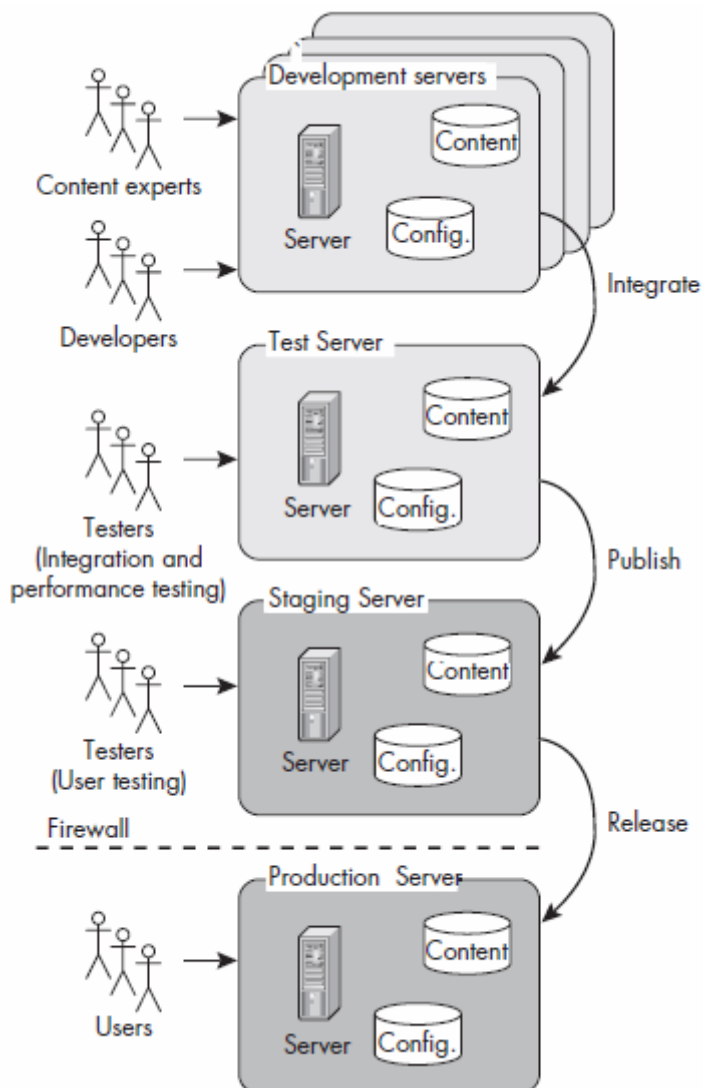 Development servers
Content
Content experts
Server
Config.
Integrate
Developers
Test Server
Content
Server
Config.
Testers
(Integration and
performance testing)
Publish
Staging Server
Content
Testers
(User testing)
Server
Config.
Firewall
Release
Production Server
Content
Users
Server
Config.